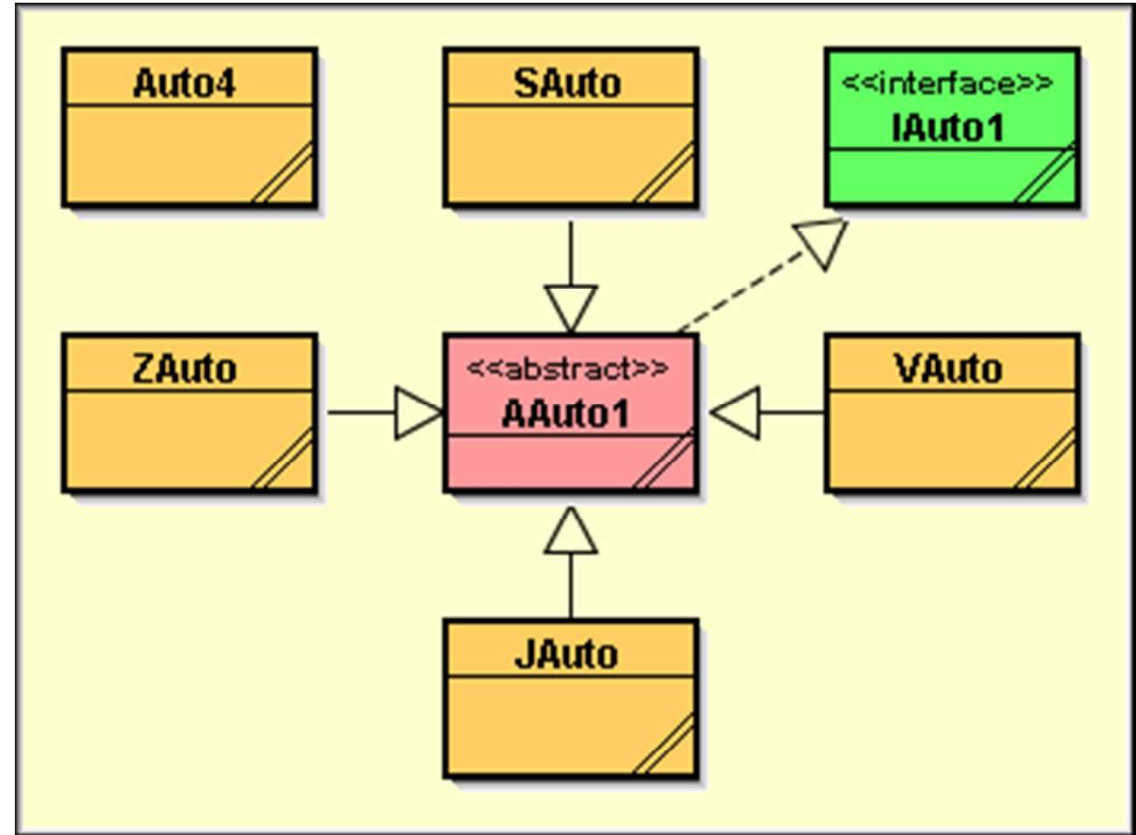 Auto4
SAuto
<<interface>>
IAuto1
ZAuto
<<abstract>>
AAuto1
VAuto
JAuto